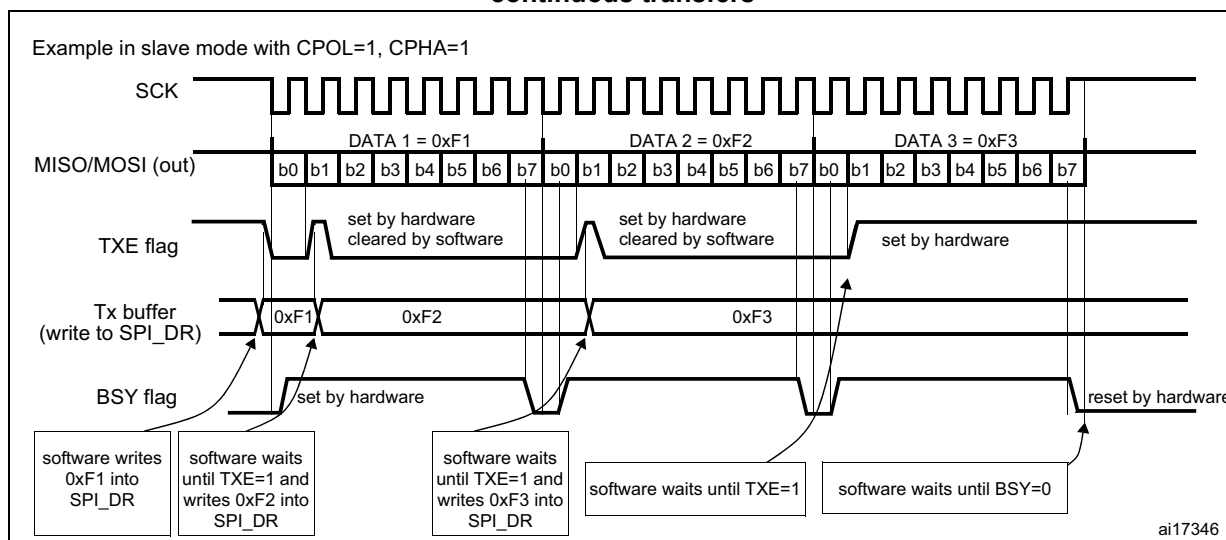 continuous transfers
Example in slave mode with CPOL=1, CPHA=1
SCK
DATA 1 = 0xF1
DATA 2 = 0xF2
DATA 3 = 0xF3
MISO/MOSI (out)
b0 b1 b2 b3 b4 b5 b6 b7 b0 b1 b2 b3 b4 b5 b6 b7 b0 b1 b2 b3 b4 b5 b6 b7
TXE flag
set by hardware
cleared by software
set by hardware
cleared by software
set by hardware
Tx buffer
(write to SPI_DR)
0xF1
0xF2
0xF3
BSY flag
set by hardware
reset by hardware
software writes
0xF1 into
SPI_DR
software waits
until TXE=1 and
writes 0xF2 into
SPI_DR
software waits
until TXE=1 and
writes 0xF3 into
SPI_DR
software waits until TXE=1
software waits until BSY=0
ai17346